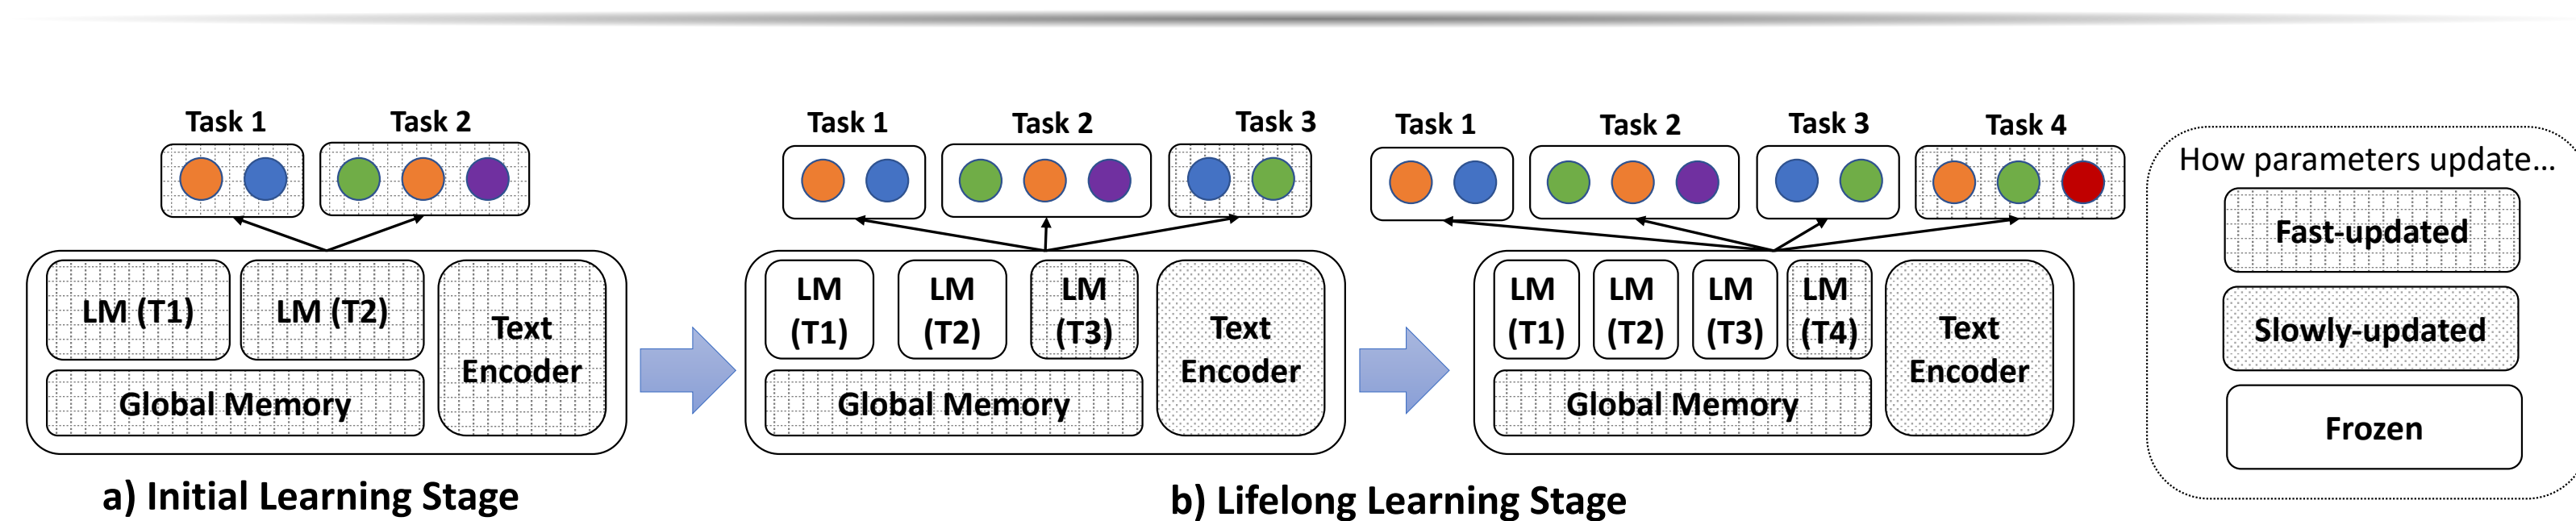 Task 1
Task 2
LM (T1)
LM (T2)
Text
Encoder
Global Memory
a) Initial Learning Stage
Task 1
Task 2
Task 3
LM
(T1)
LM
(T2)
LM
(T3)
Text
Encoder
Global Memory
Task 1
Task 2
Task 3
Task 4
LM
(T1)
LM
(T2)
LM
(T3)
LM
(T4)
Text
Encoder
Global Memory
b) Lifelong Learning Stage
How parameters update...
Fast-updated
Slowly-updated
Frozen